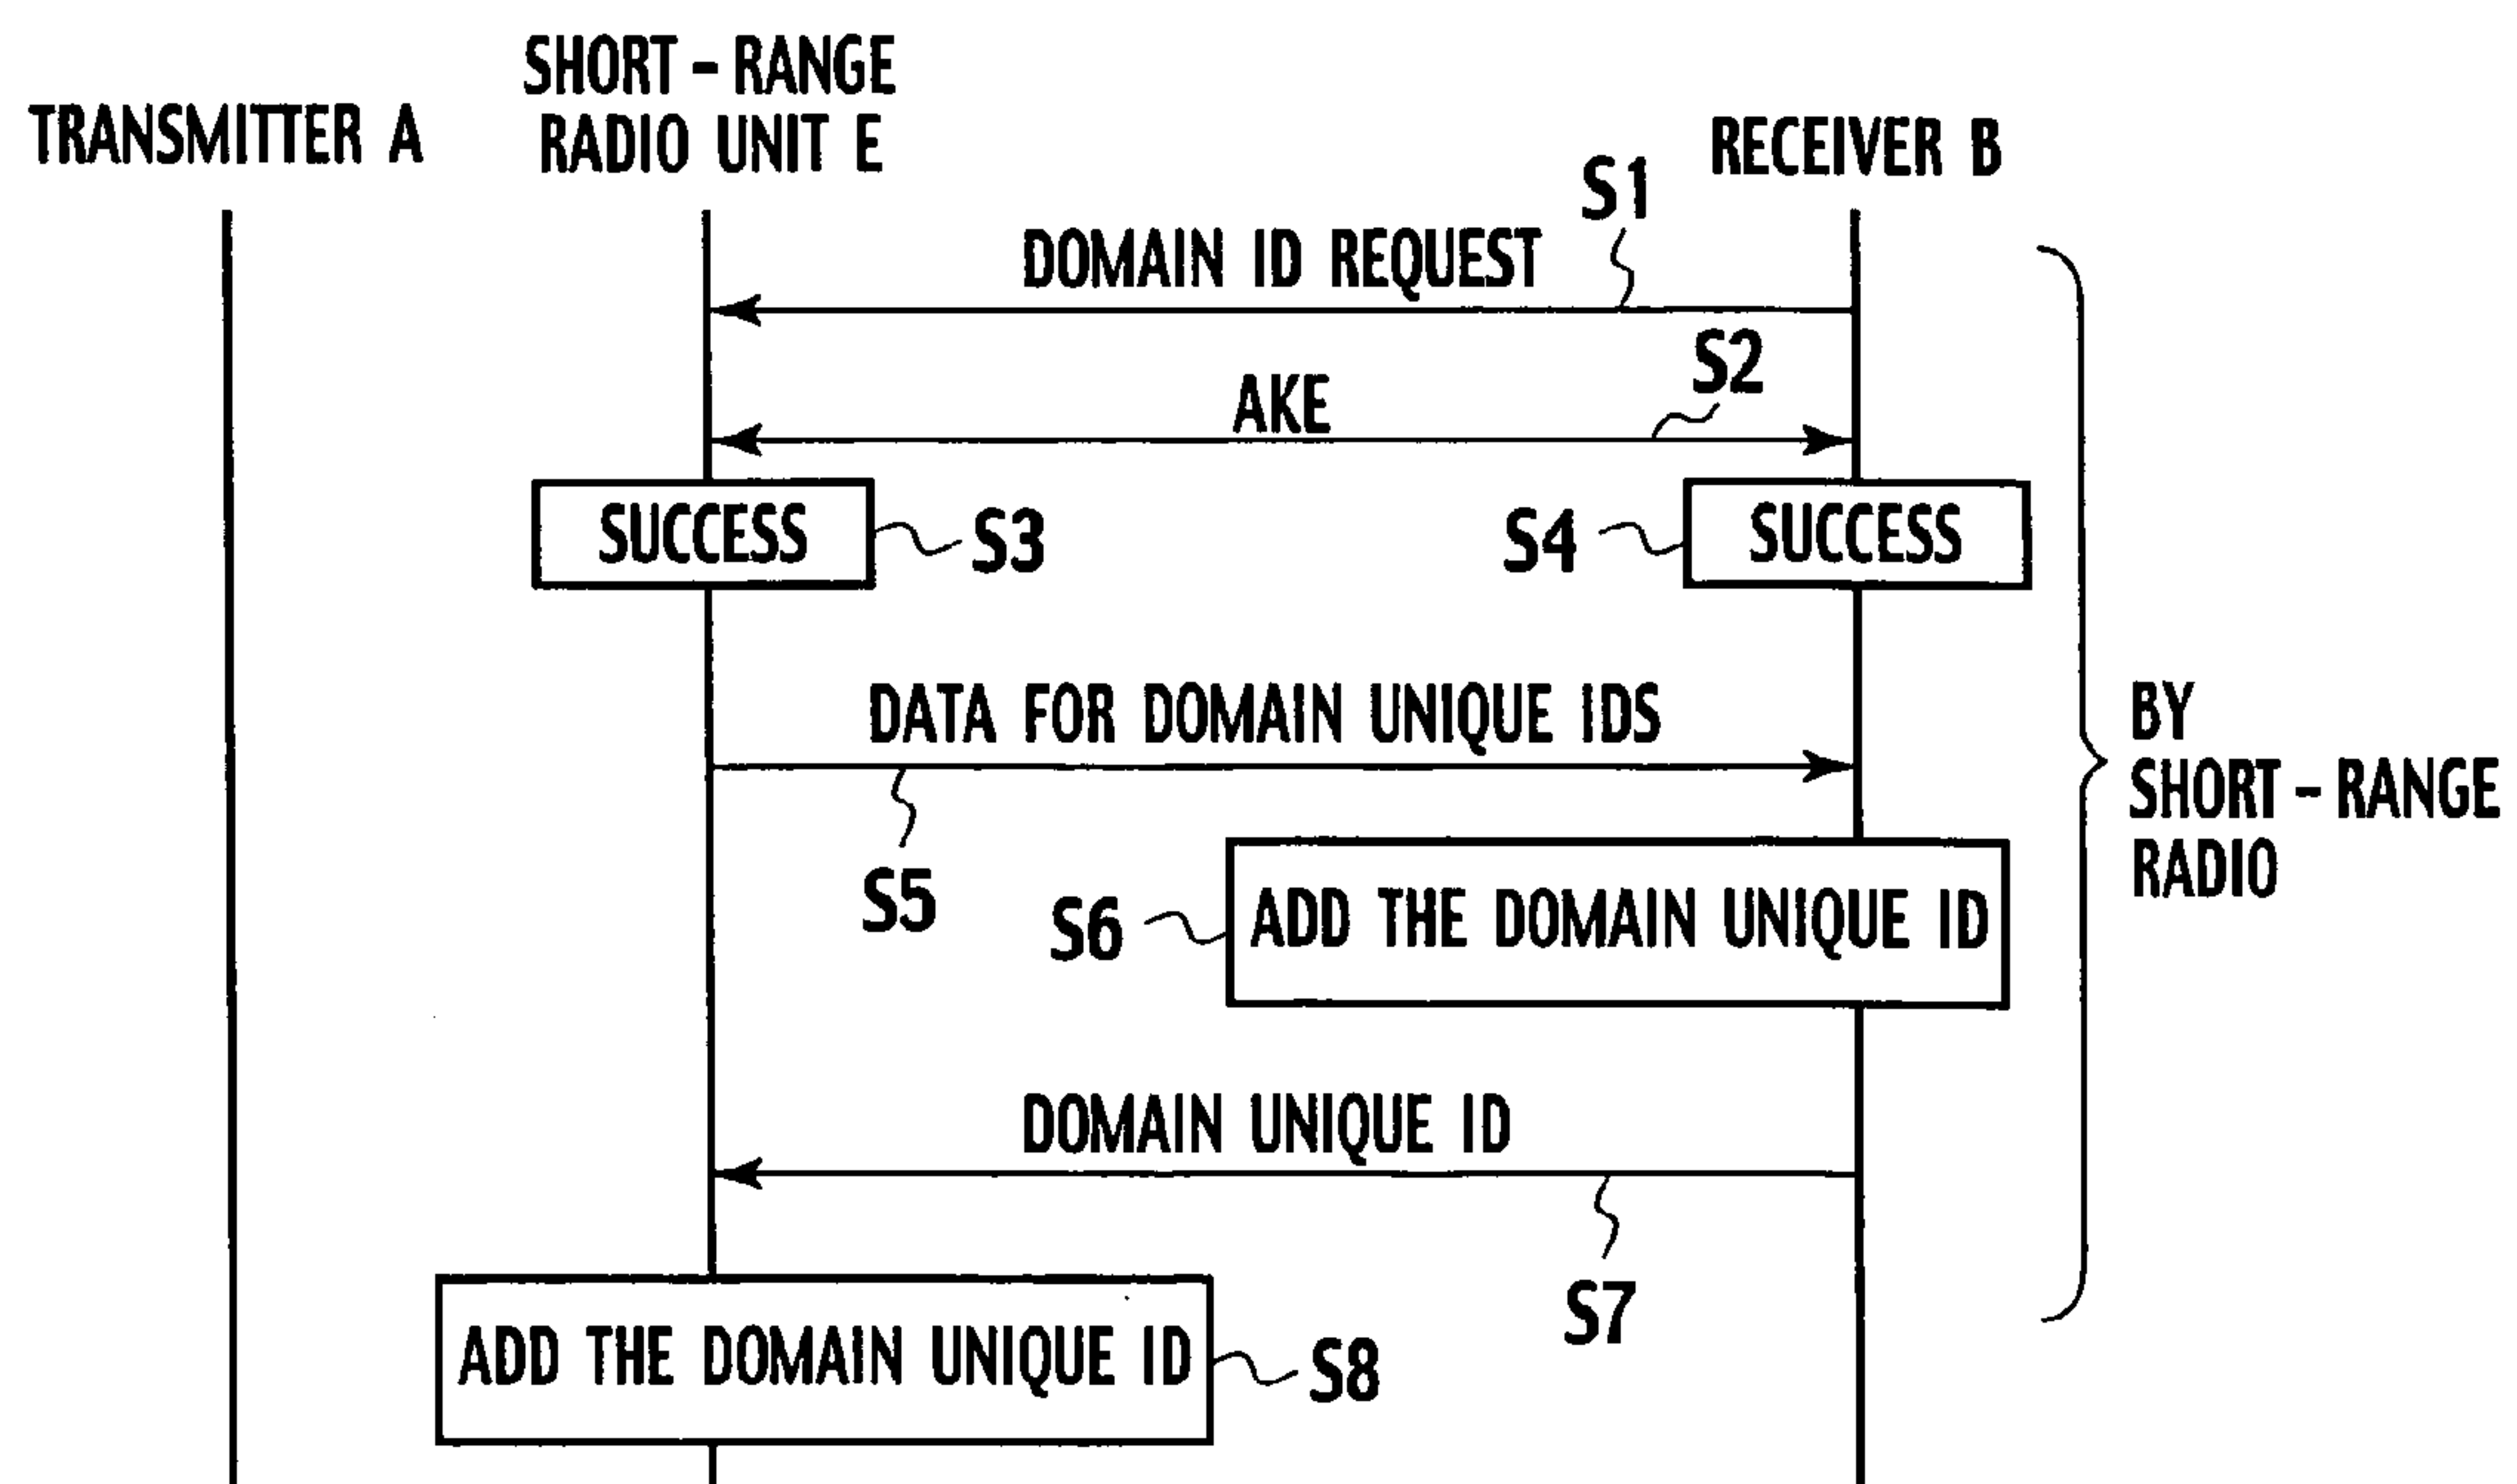 TRANSMITTER A
SHORT-RANGE
RADIO UNIT E
RECEIVER B
S1
DOMAIN ID REQUEST
S2
AKE
SUCCESS
S3
S4
SUCCESS
DATA FOR DOMAIN UNIQUE IDS
S5
BY
SHORT-RANGE
RADIO
S6
ADD THE DOMAIN UNIQUE ID
DOMAIN UNIQUE ID
S7
ADD THE DOMAIN UNIQUE ID
S8